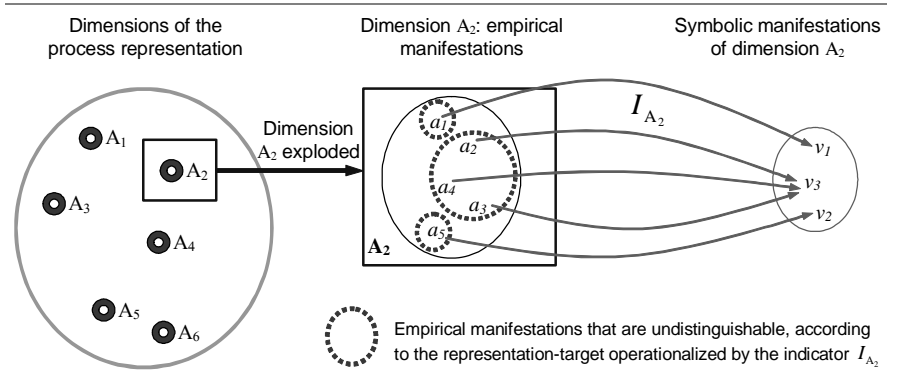 Dimensions of the
process representation
Dimension A₂: empirical
manifestations
Symbolic manifestations
of dimension A₂
A₁
A₂
A₃
A₄
A₅
A₆
Dimension
A₂ exploded
a₁
a₂
a₄
a₃
a₅
A₂
I A₂
v₁
v₃
v₂
Empirical manifestations that are undistinguishable, according
to the representation-target operationalized by the indicator I A₂